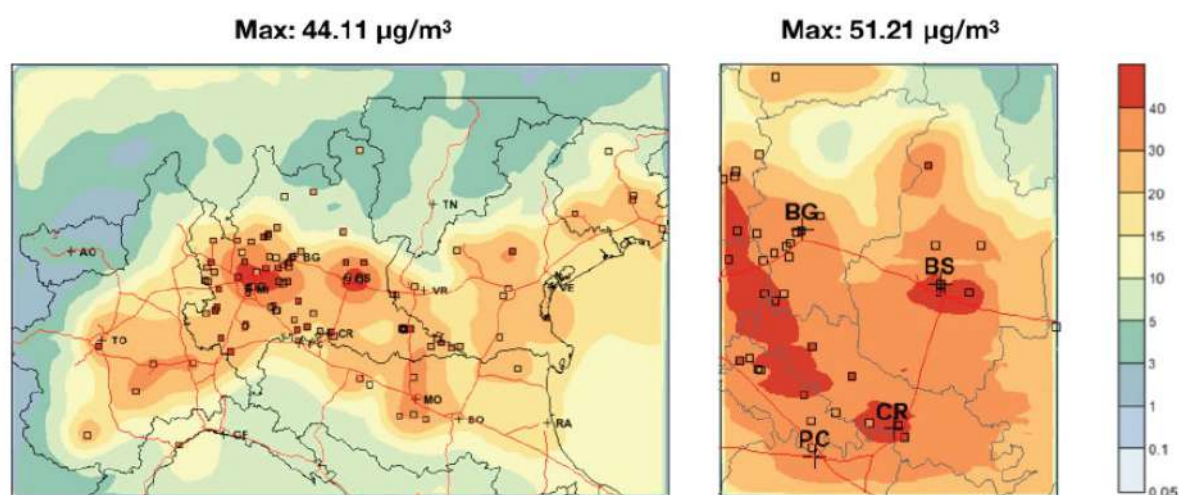 Max: 44.11 µg/m³
Max: 51.21 µg/m³
TN
AO
BG
BS
MI
VR
VE
TO
CR
PC
MO
BO
RA
GE
BG
BS
CR
PC
40
30
20
15
10
5
3
1
0.1
0.05